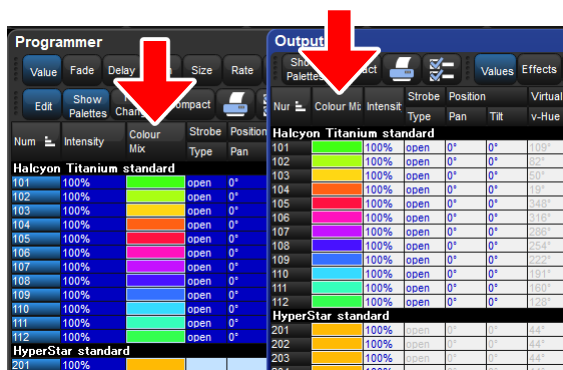 Programmer
Value Fade Delay Size Rate
Edit Show Palettes
Num Intensity Colour Mix Strobe Position
Type Pan
Halcyon Titanium standard
101 100% open 0°
102 100% open 0°
103 100% open 0°
104 100% open 0°
105 100% open 0°
106 100% open 0°
107 100% open 0°
108 100% open 0°
109 100% open 0°
110 100% open 0°
111 100% open 0°
112 100% open 0°
HyperStar standard
201 100%
Output
Values Effects
Colour Mix Intensit Strobe Position Virtual
Type Pan Tilt v-Hue
Halcyon Titanium standard
101 100% open 0° 0° 109°
102 100% open 0° 0° 82°
103 100% open 0° 0° 50°
104 100% open 0° 0° 19°
105 100% open 0° 0° 348°
106 100% open 0° 0° 316°
107 100% open 0° 0° 286°
108 100% open 0° 0° 254°
109 100% open 0° 0° 222°
110 100% open 0° 0° 191°
111 100% open 0° 0° 160°
112 100% open 0° 0° 128°
HyperStar standard
201 100% open 0° 0° 44°
202 100% open 0° 0° 44°
203 100% open 0° 0° 44°